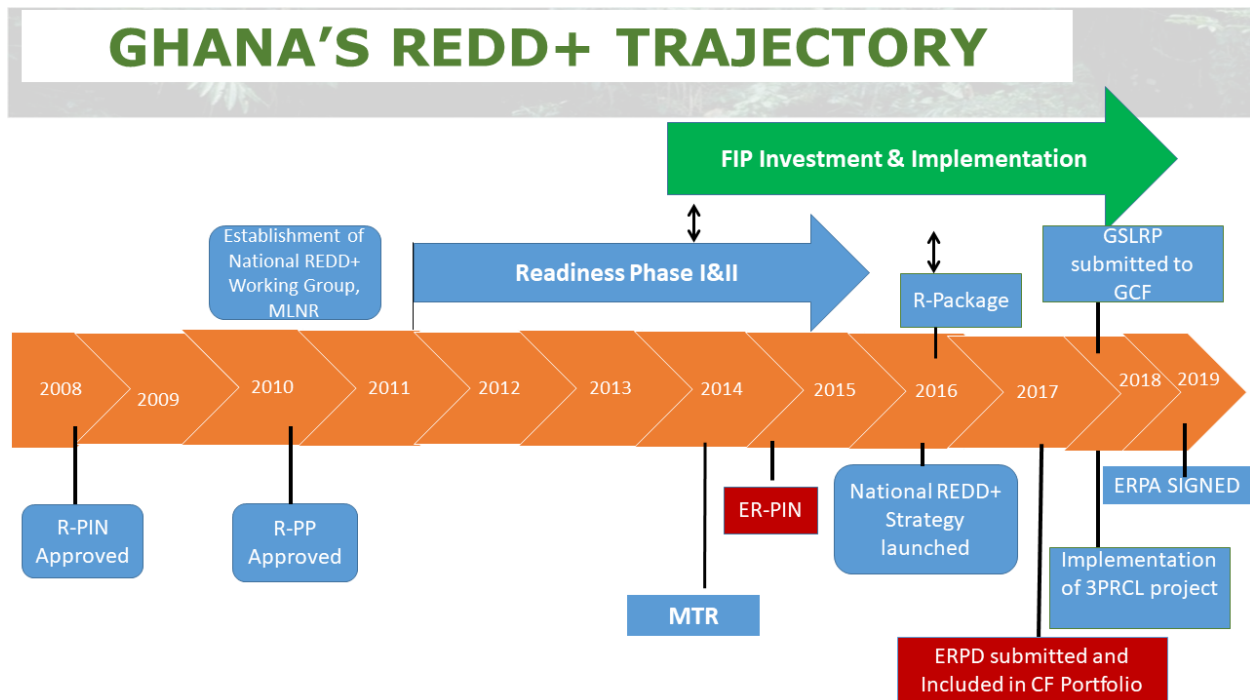 GHANA'S REDD+ TRAJECTORY
FIP Investment & Implementation
Establishment of
National REDD+
Working Group,
MLNR
Readiness Phase I&II
R-Package
GSLRP
submitted to
GCF
2008
2009
2010
2011
2012
2013
2014
2015
2016
2017
2018
2019
R-PIN
Approved
R-PP
Approved
MTR
ER-PIN
National REDD+
Strategy
launched
ERPD submitted and
Included in CF Portfolio
Implementation
of 3PRCL project
ERPA SIGNED